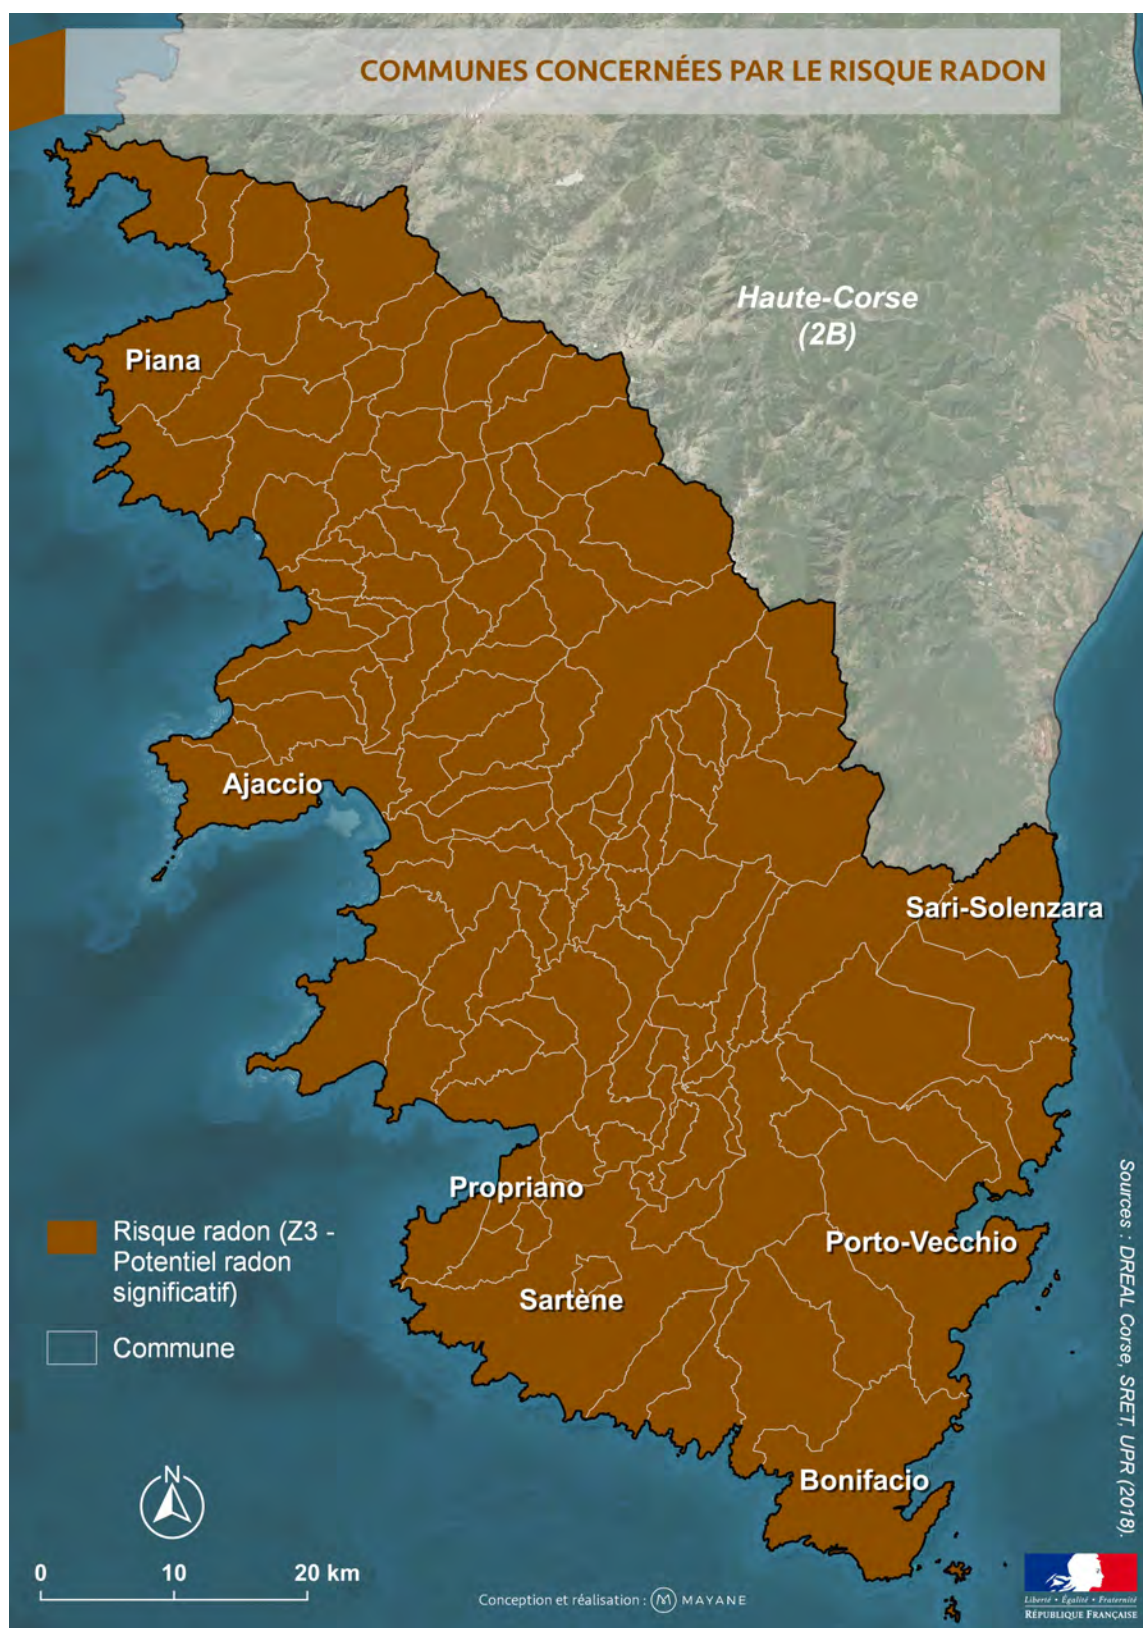 COMMUNES CONCERNÉES PAR LE RISQUE RADON
Haute-Corse
(2B)
Piana
Ajaccio
Sari-Solenzara
Propriano
Porto-Vecchio
Sartène
Bonifacio
Risque radon (Z3 -
Potentiel radon
significatif)
Commune
N
0 10 20 km
Conception et réalisation : M MAYANE
Sources : DREAL Corse, SRET, UPR (2018).
Liberté • Égalité • Fraternité
RÉPUBLIQUE FRANÇAISE